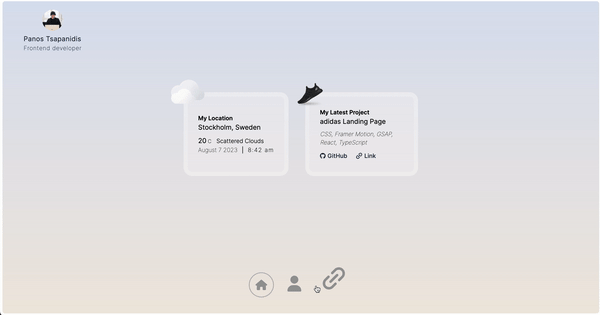 Panos Tsapanidis
Frontend developer
My Location
Stockholm, Sweden
20 C Scattered Clouds
August 7 2023 | 8:42 am
My Latest Project
adidas Landing Page
CSS, Framer Motion, GSAP,
React, TypeScript
GitHub Link